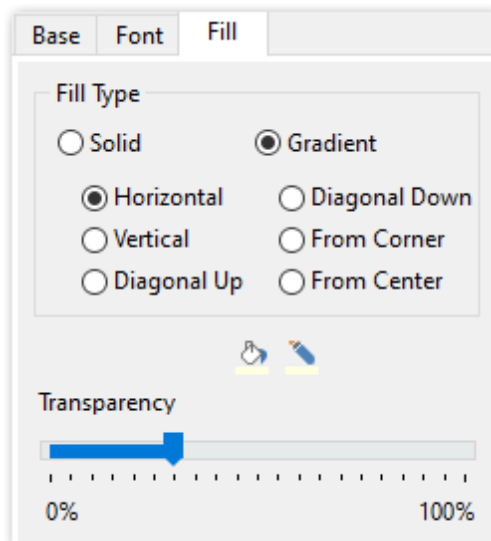 Base Font Fill
Fill Type
Solid Gradient
Horizontal Diagonal Down
Vertical From Corner
Diagonal Up From Center
Transparency
0% 100%